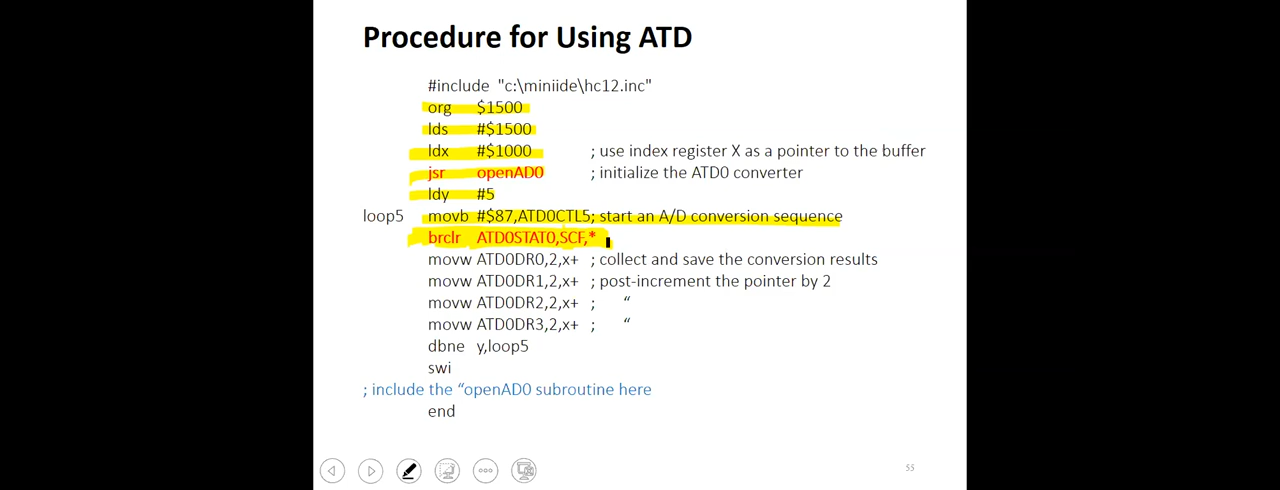 Procedure for Using ATD
#include "c:\miniide\hc12.inc"
org $1500
lds #$1500
ldx #$1000 ; use index register X as a pointer to the buffer
jsr openAD0 ; initialize the ATD0 converter
ldy #5
loop5 movb #$87,ATD0CTL5; start an A/D conversion sequence
brclr ATD0STAT0,SCF,*
movw ATD0DR0,2,x+ ; collect and save the conversion results
movw ATD0DR1,2,x+ ; post-increment the pointer by 2
movw ATD0DR2,2,x+ ; “
movw ATD0DR3,2,x+ ; “
dbne y,loop5
swi
; include the “openAD0 subroutine here
end
55